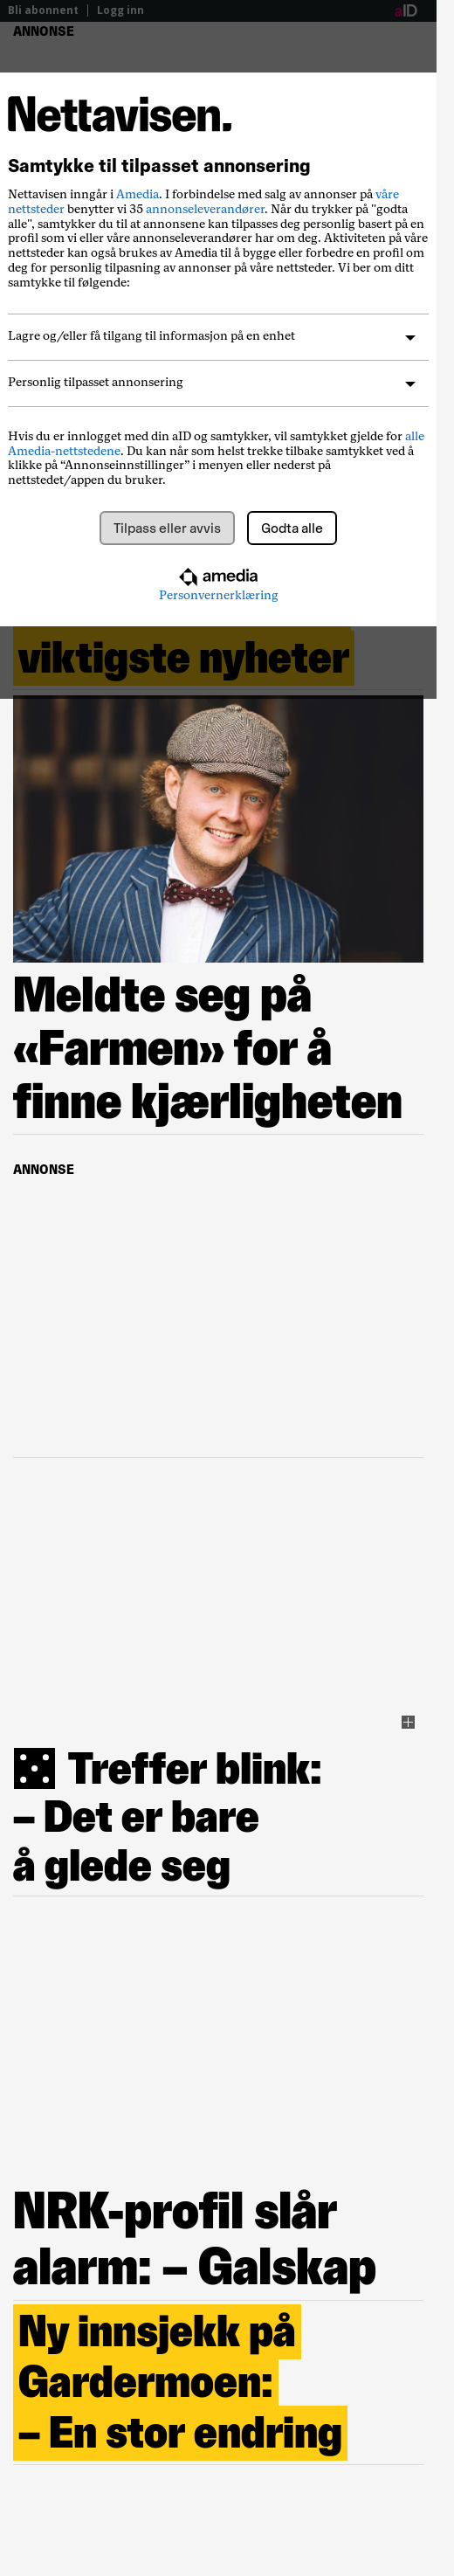 Bli abonnent | Logg inn aID
ANNONSE
Nettavisen.
Samtykke til tilpasset annonsering
Nettavisen inngår i Amedia. I forbindelse med salg av annonser på våre
nettsteder benytter vi 35 annonseleverandører. Når du trykker på "godta
alle", samtykker du til at annonsene kan tilpasses deg personlig basert på en
profil som vi eller våre annonseleverandører har om deg. Aktiviteten på våre
nettsteder kan også brukes av Amedia til å bygge eller forbedre en profil om
deg for personlig tilpasning av annonser på våre nettsteder. Vi ber om ditt
samtykke til følgende:
Lagre og/eller få tilgang til informasjon på en enhet
Personlig tilpasset annonsering
Hvis du er innlogget med din aID og samtykker, vil samtykket gjelde for alle
Amedia-nettstedene. Du kan når som helst trekke tilbake samtykket ved å
klikke på “Annonseinnstillinger” i menyen eller nederst på
nettstedet/appen du bruker.
Tilpass eller avvis Godta alle
amedia
Personvernerklæring
viktigste nyheter
Meldte seg på
«Farmen» for å
finne kjærligheten
ANNONSE
Treffer blink:
– Det er bare
å glede seg
NRK-profil slår
alarm: – Galskap
Ny innsjekk på
Gardermoen:
– En stor endring